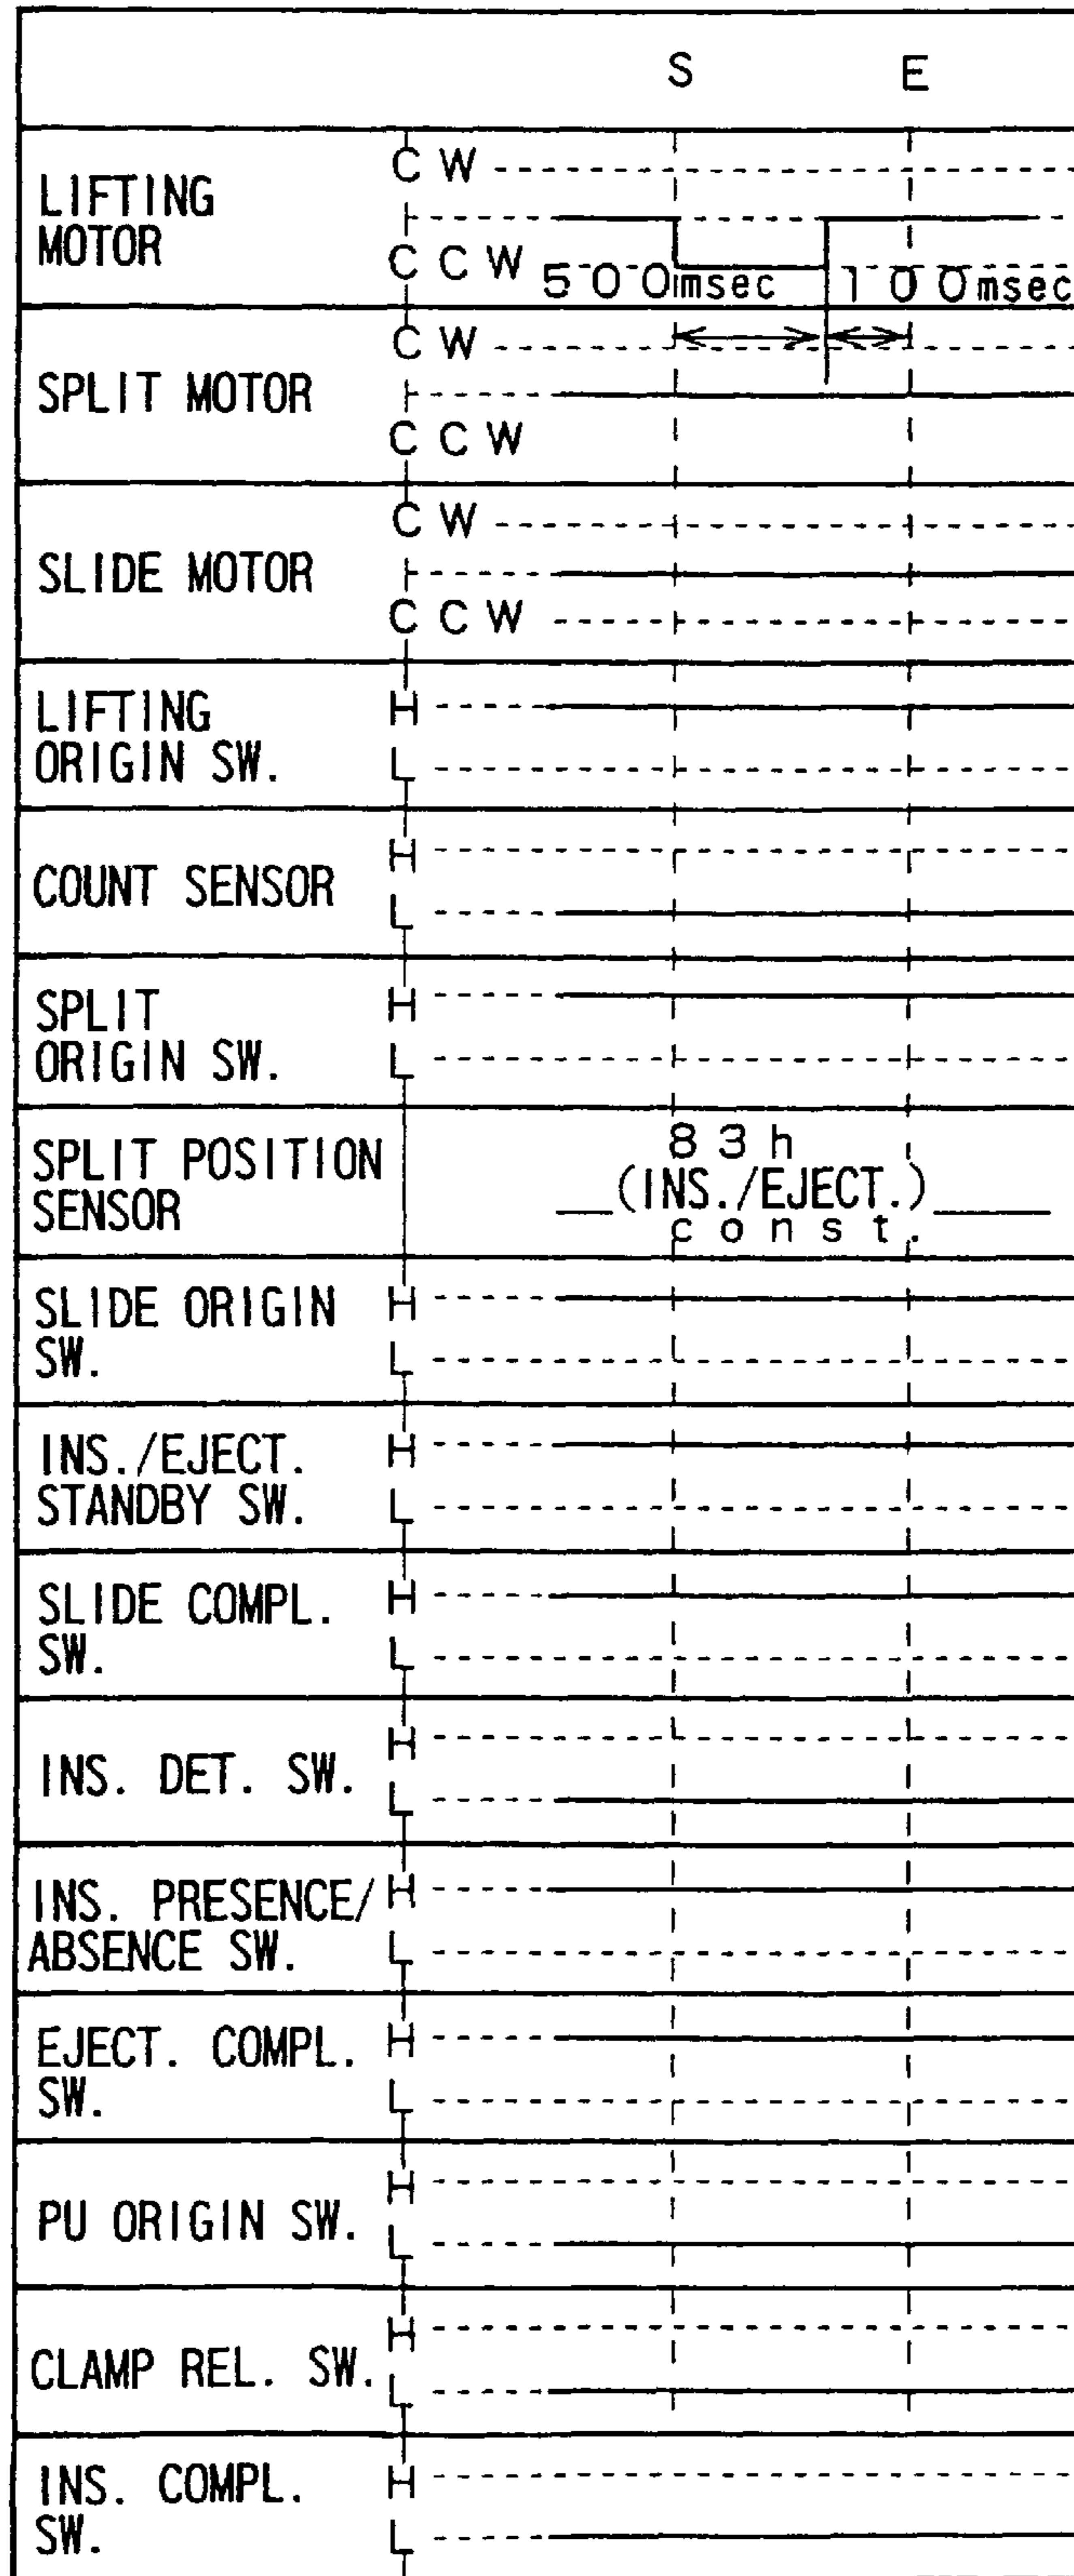 S E
LIFTING
MOTOR
CW
CCW
500msec 100msec
SPLIT MOTOR
CW
CCW
SLIDE MOTOR
CW
CCW
LIFTING
ORIGIN SW.
H
L
COUNT SENSOR
H
L
SPLIT
ORIGIN SW.
H
L
SPLIT POSITION
SENSOR
83h
(INS./EJECT.)
const.
SLIDE ORIGIN
SW.
H
L
INS./EJECT.
STANDBY SW.
H
L
SLIDE COMPL.
SW.
H
L
INS. DET. SW.
H
L
INS. PRESENCE/
ABSENCE SW.
H
L
EJECT. COMPL.
SW.
H
L
PU ORIGIN SW.
H
L
CLAMP REL. SW.
H
L
INS. COMPL.
SW.
H
L